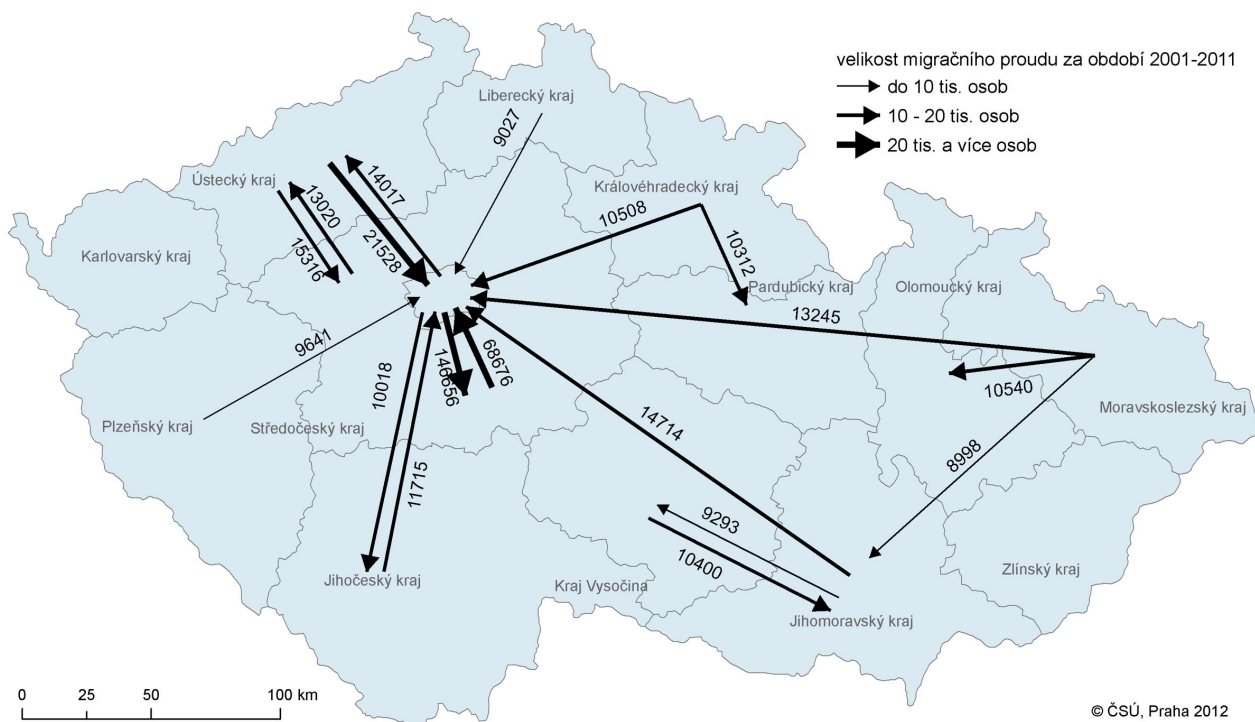 velikost migračního proudu za období 2001-2011
do 10 tis. osob
10 - 20 tis. osob
20 tis. a více osob
Liberecký kraj
9027
Ústecký kraj
14017
13020
15316
21528
Královéhradecký kraj
10508
10312
Karlovarský kraj
Pardubický kraj
Olomoucký kraj
13245
9641
10540
68676
146656
10018
11715
Plzeňský kraj
Středočeský kraj
14714
Moravskoslezský kraj
8998
9293
10400
Jihočeský kraj
Kraj Vysočina
Jihomoravský kraj
Zlínský kraj
0 25 50 100 km
© ČSÚ, Praha 2012